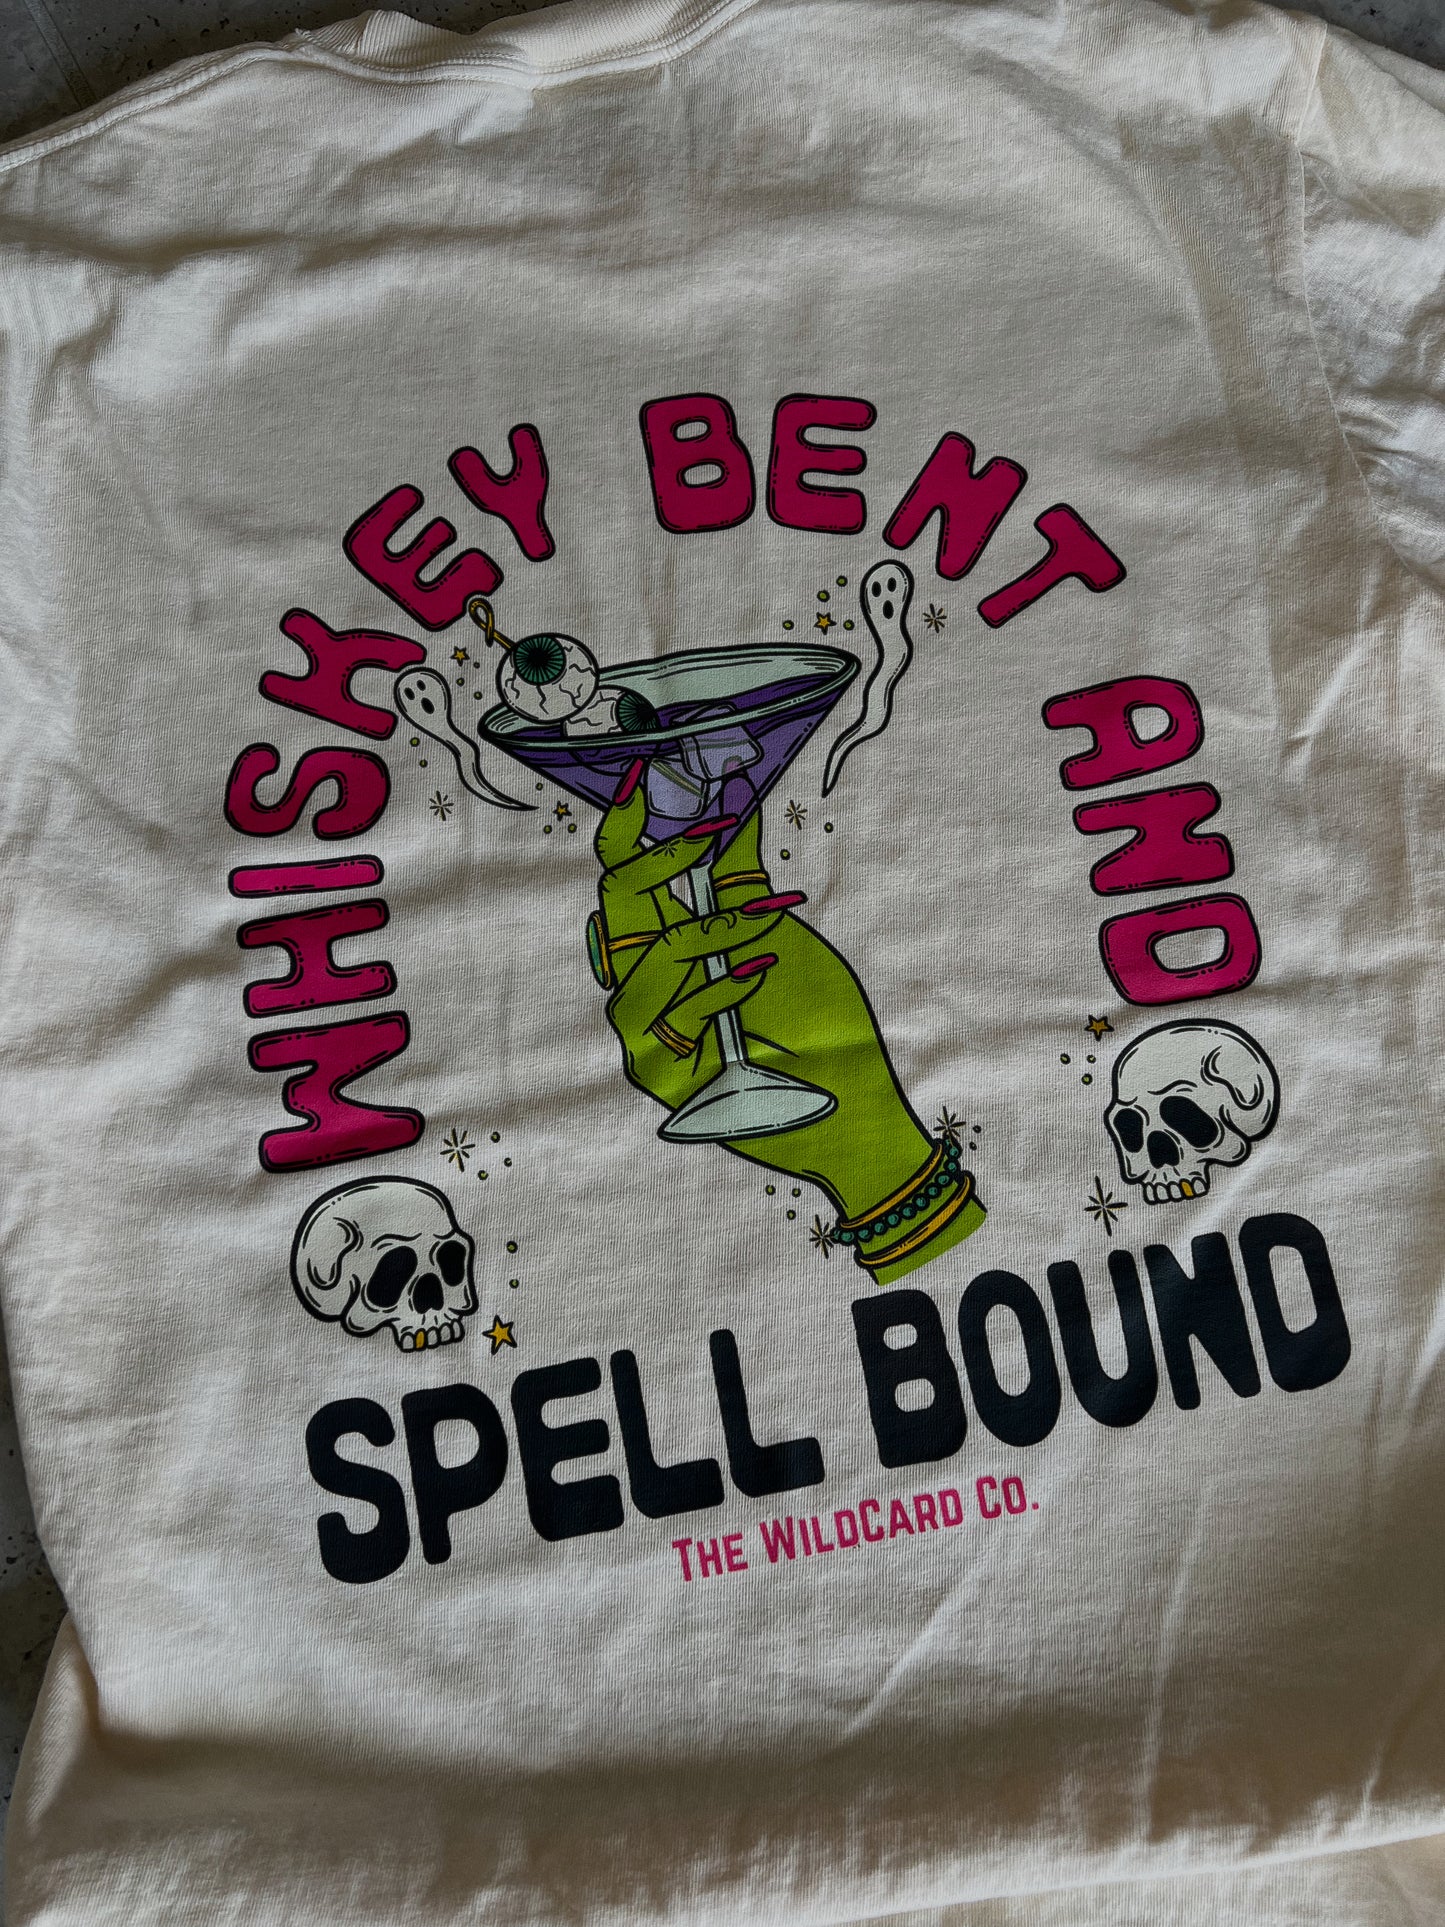 WHISKEY BENT AND
SPELL BOUND
THE WILDCARD CO.